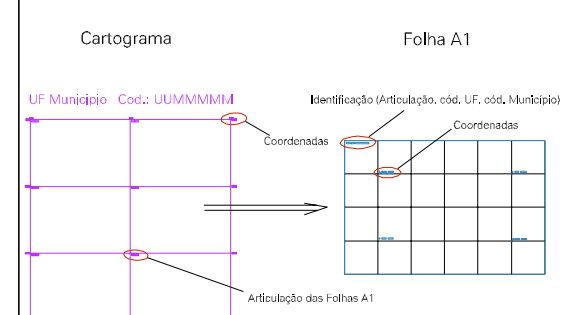 Cartograma
Folha A1
UF Município Cod.: UUMMMMM
Identificação (Articulação, cód. UF, cód. Município)
Coordenadas
Coordenadas
Articulação das Folhas A1